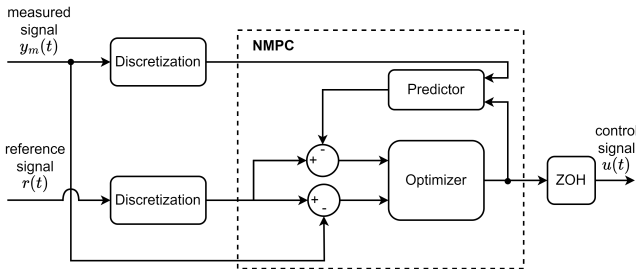 measured
signal
y_m(t)
Discretization
NMPC
Predictor
-
+
reference
signal
r(t)
Discretization
+
-
Optimizer
ZOH
control
signal
u(t)